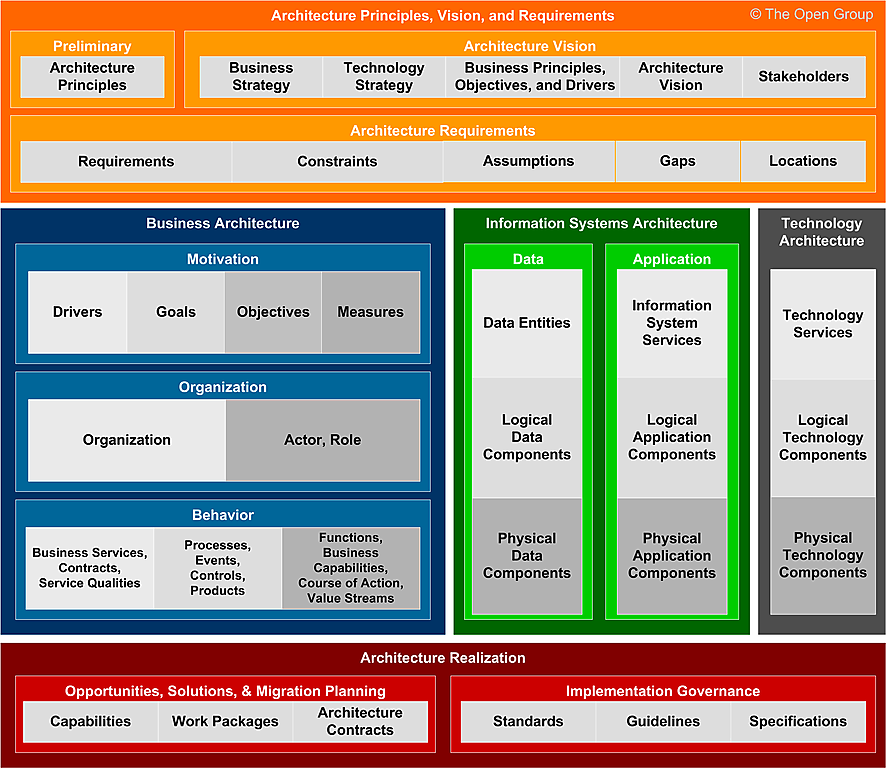 Architecture Principles, Vision, and Requirements
© The Open Group
Preliminary
Architecture
Principles
Architecture Vision
Business
Strategy
Technology
Strategy
Business Principles,
Objectives, and Drivers
Architecture
Vision
Stakeholders
Architecture Requirements
Requirements
Constraints
Assumptions
Gaps
Locations
Business Architecture
Motivation
Drivers
Goals
Objectives
Measures
Organization
Organization
Actor, Role
Behavior
Business Services,
Contracts,
Service Qualities
Processes,
Events,
Controls,
Products
Functions,
Business
Capabilities,
Course of Action,
Value Streams
Information Systems Architecture
Data
Data Entities
Logical
Data
Components
Physical
Data
Components
Application
Information
System
Services
Logical
Application
Components
Physical
Application
Components
Technology
Architecture
Technology
Services
Logical
Technology
Components
Physical
Technology
Components
Architecture Realization
Opportunities, Solutions, & Migration Planning
Capabilities
Work Packages
Architecture
Contracts
Implementation Governance
Standards
Guidelines
Specifications